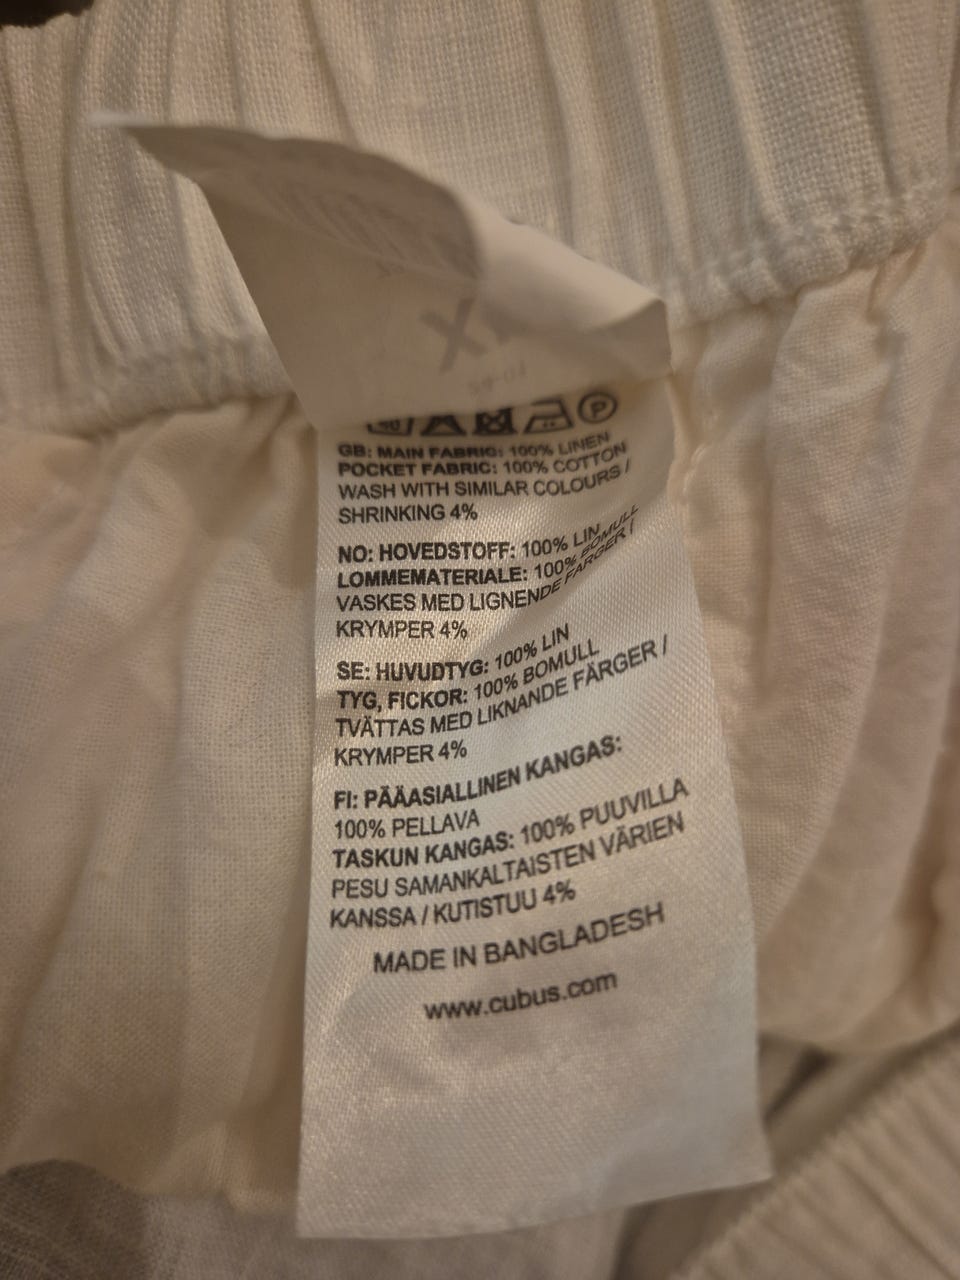 GB: MAIN FABRIC: 100% LINEN
POCKET FABRIC: 100% COTTON
WASH WITH SIMILAR COLOURS /
SHRINKING 4%
NO: HOVEDSTOFF: 100% LIN
LOMMEMATERIALE: 100% BOMULL
VASKES MED LIGNENDE FARGER /
KRYMPER 4%
SE: HUVUDTYG: 100% LIN
TYG, FICKOR: 100% BOMULL
TVÄTTAS MED LIKNANDE FÄRGER /
KRYMPER 4%
FI: PÄÄASIALLINEN KANGAS:
100% PELLAVA
TASKUN KANGAS: 100% PUUVILLA
PESU SAMANKALTAISTEN VÄRIEN
KANSSA / KUTISTUU 4%
MADE IN BANGLADESH
www.cubus.com